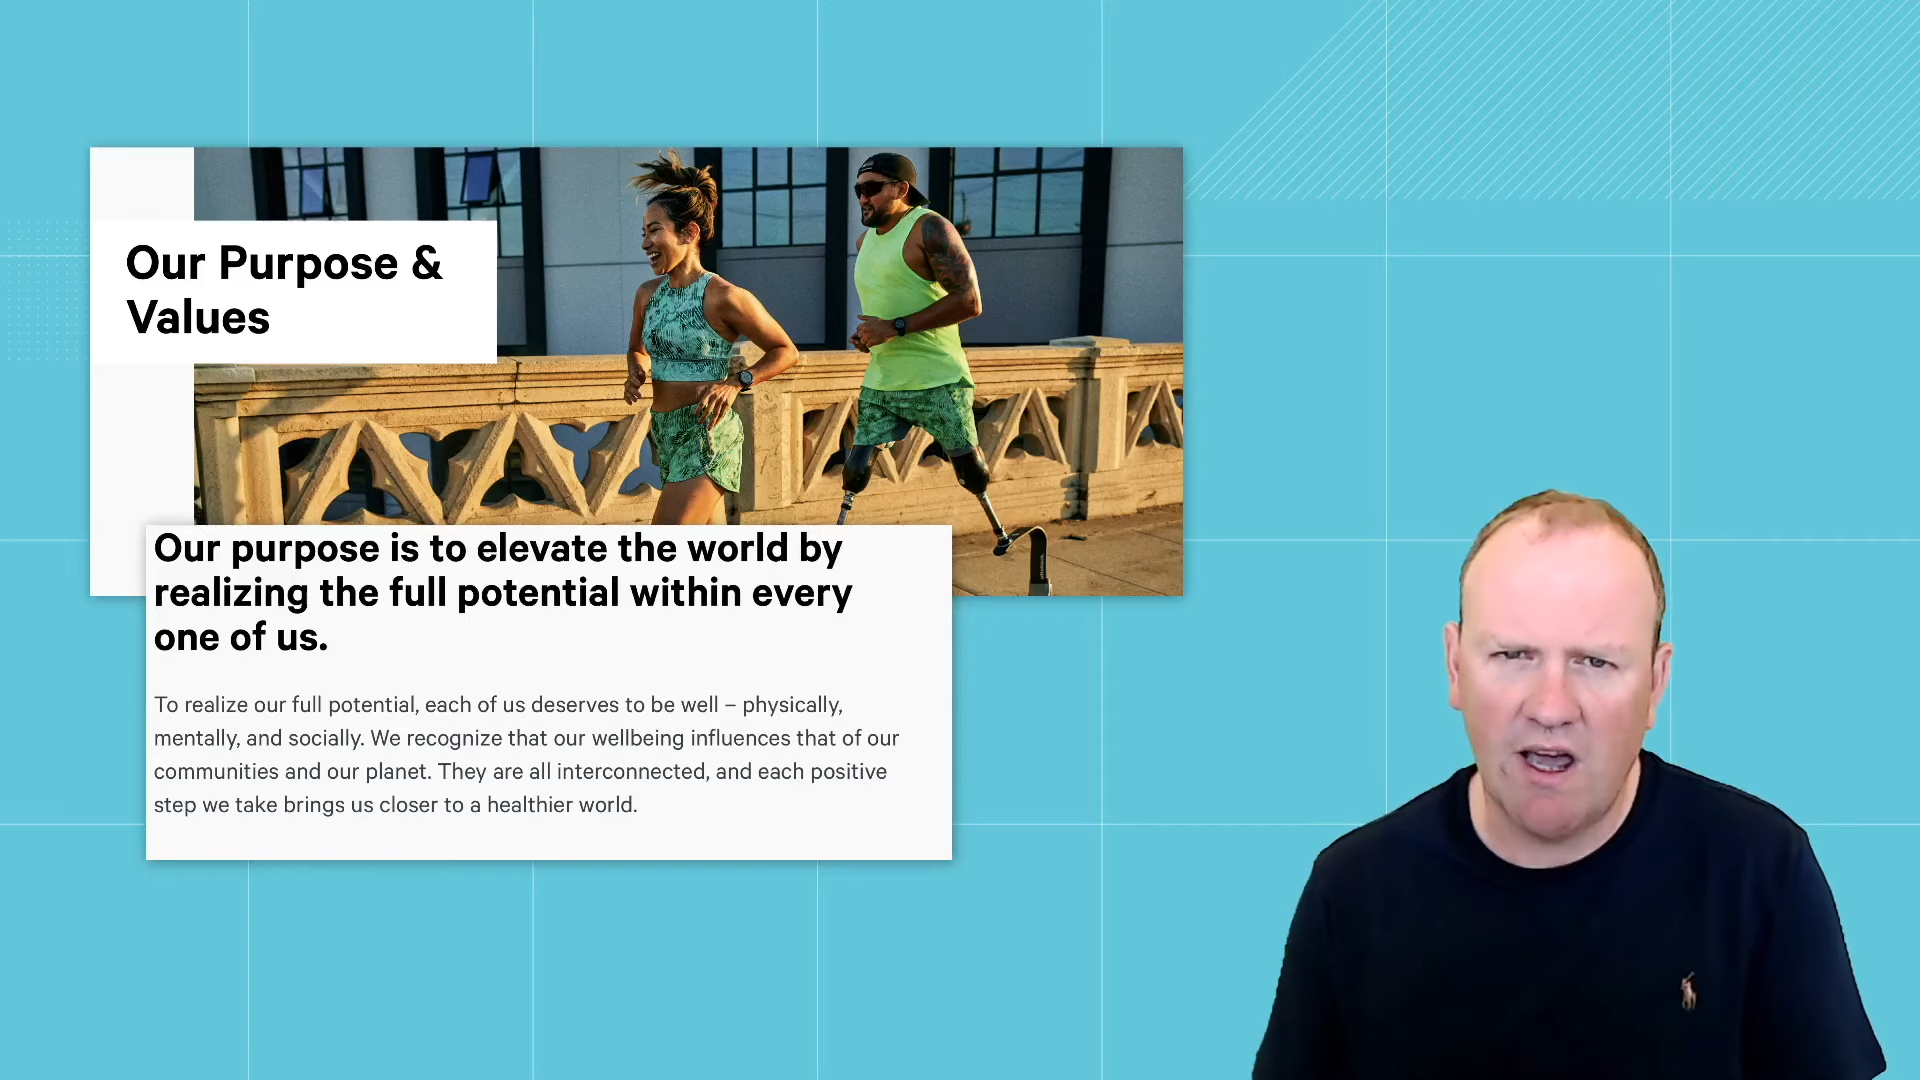 Our Purpose &
Values
Our purpose is to elevate the world by
realizing the full potential within every
one of us.
To realize our full potential, each of us deserves to be well – physically,
mentally, and socially. We recognize that our wellbeing influences that of our
communities and our planet. They are all interconnected, and each positive
step we take brings us closer to a healthier world.